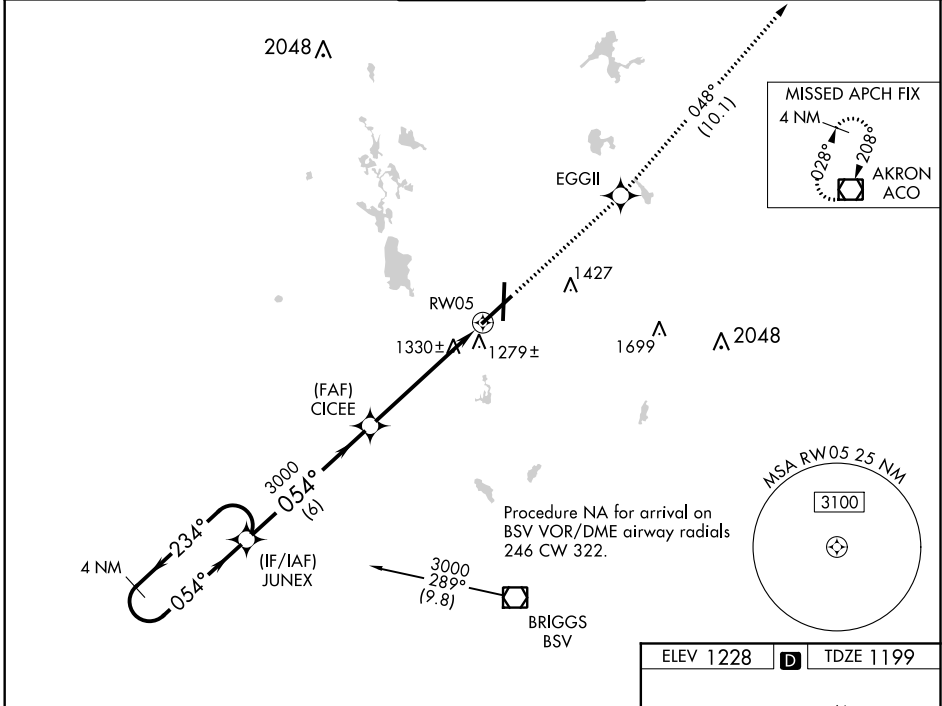 2048
MISSED APCH FIX
4 NM
028°
208°
AKRON
ACO
048°
(10.1)
EGGII
1427
RW05
1330±
1279±
1699
2048
(FAF)
CICEE
3000
054°
(6)
MSA RW05 25 NM
3100
Procedure NA for arrival on
BSV VOR/DME airway radials
246 CW 322.
234°
4 NM
054°
(IF/IAF)
JUNEX
3000
289°
(9.8)
BRIGGS
BSV
ELEV 1228
D
TDZE 1199